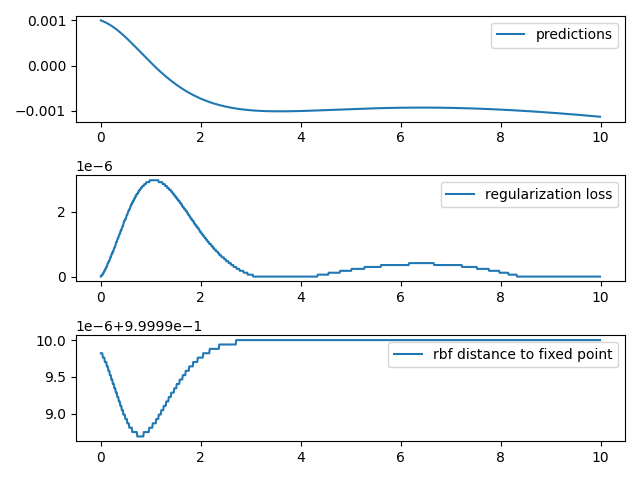 0.001
predictions
0.000
−0.001
0 2 4 6 8 10
1e−6
regularization loss
2
0
0 2 4 6 8 10
1e−6+9.9999e−1
10.0
rbf distance to fixed point
9.5
9.0
0 2 4 6 8 10